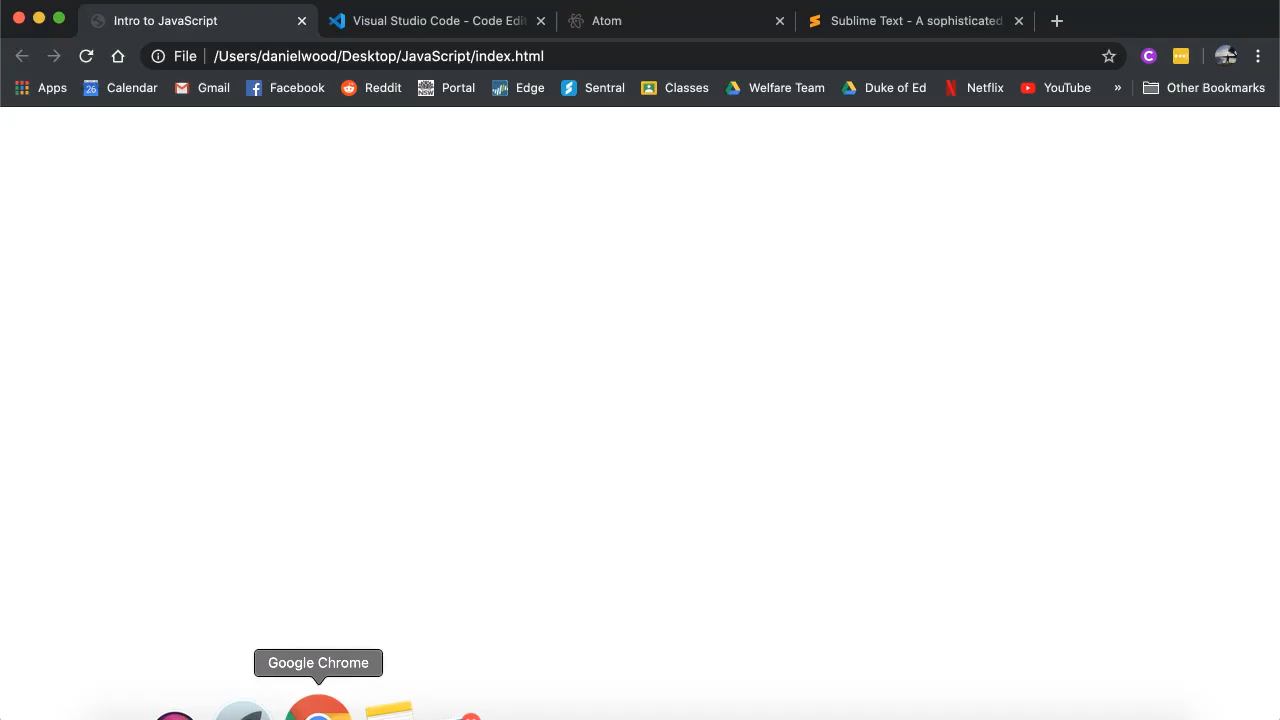 Intro to JavaScript
Visual Studio Code - Code Edit
Atom
Sublime Text - A sophisticated
File
/Users/danielwood/Desktop/JavaScript/index.html
C
Apps
26
Calendar
Gmail
Facebook
Reddit
NSW
Portal
Edge
Sentral
Classes
Welfare Team
Duke of Ed
Netflix
YouTube
»
Other Bookmarks
Google Chrome